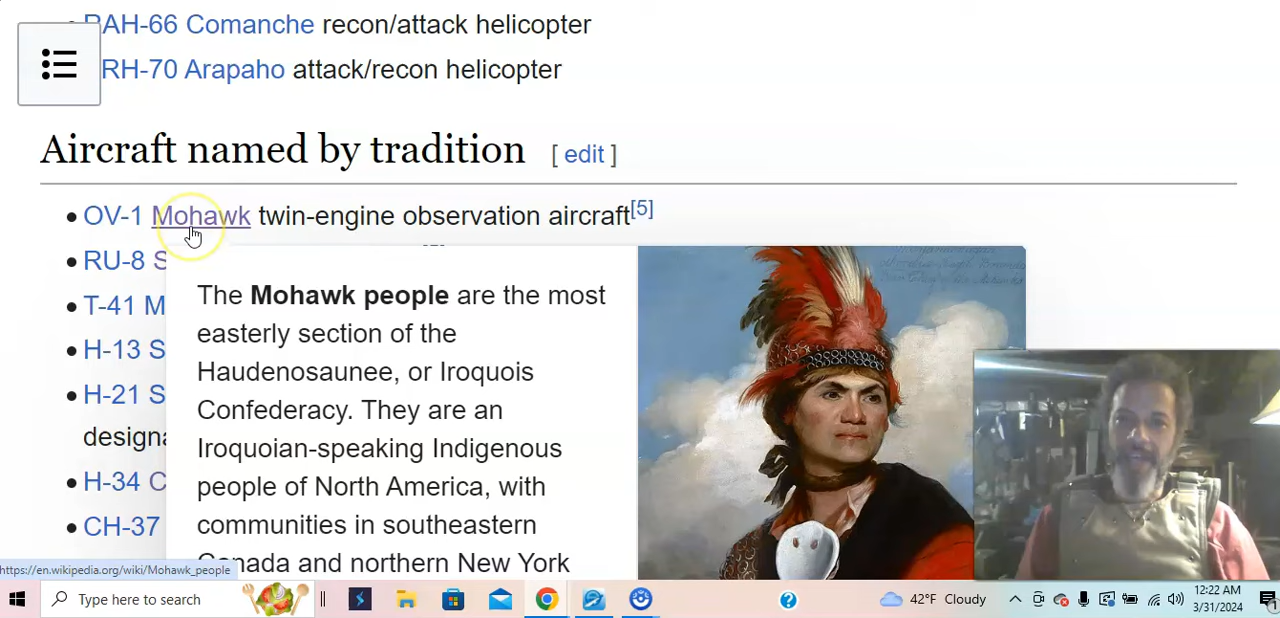 RAH-66 Comanche recon/attack helicopter
RH-70 Arapaho attack/recon helicopter
Aircraft named by tradition [ edit ]
OV-1 Mohawk twin-engine observation aircraft[5]
RU-8 S
T-41 M
H-13 S
H-21 S
designa
H-34 C
CH-37
The Mohawk people are the most
easterly section of the
Haudenosaunee, or Iroquois
Confederacy. They are an
Iroquoian-speaking Indigenous
people of North America, with
communities in southeastern
Canada and northern New York
https://en.wikipedia.org/wiki/Mohawk_people
Type here to search
42°F Cloudy
12:22 AM
3/31/2024